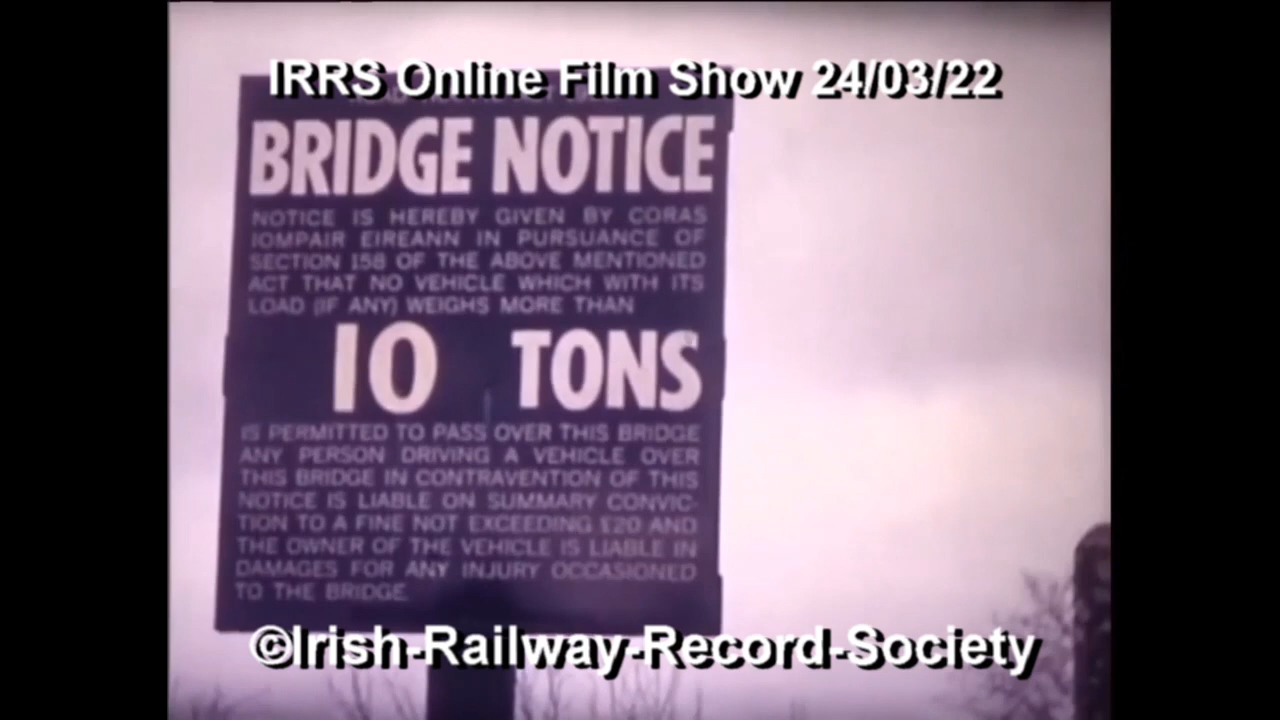 IRRS Online Film Show 24/03/22
BRIDGE NOTICE
NOTICE IS HEREBY GIVEN BY CORAS
IOMPAIR EIREANN IN PURSUANCE OF
SECTION 158 OF THE ABOVE MENTIONED
ACT THAT NO VEHICLE WHICH WITH ITS
LOAD (IF ANY) WEIGHS MORE THAN
10 TONS
IS PERMITTED TO PASS OVER THIS BRIDGE
ANY PERSON DRIVING A VEHICLE OVER
THIS BRIDGE IN CONTRAVENTION OF THIS
NOTICE IS LIABLE ON SUMMARY CONVIC-
TION TO A FINE NOT EXCEEDING £20 AND
THE OWNER OF THE VEHICLE IS LIABLE IN
DAMAGES FOR ANY INJURY OCCASIONED
TO THE BRIDGE
©Irish-Railway-Record-Society